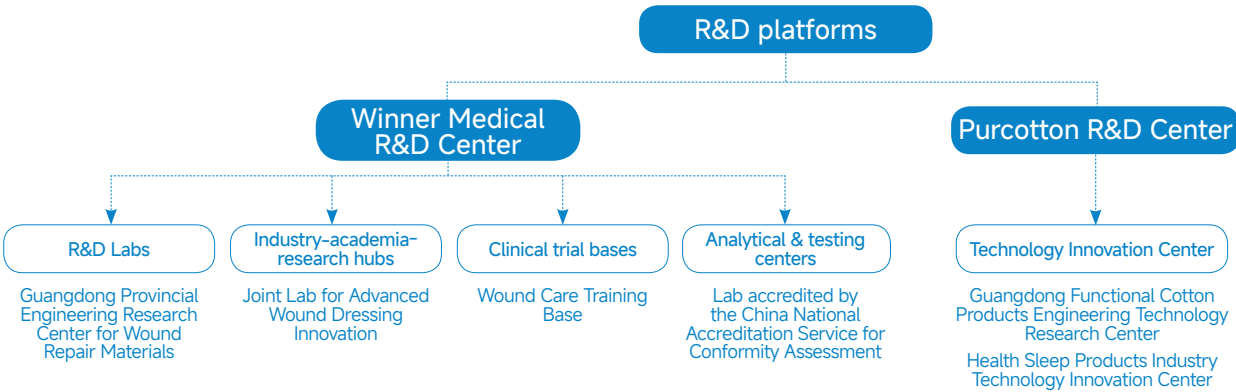 R&D platforms
Winner Medical
R&D Center
Purcotton R&D Center
R&D Labs
Industry-academia-
research hubs
Clinical trial bases
Analytical & testing
centers
Technology Innovation Center
Guangdong Provincial
Engineering Research
Center for Wound
Repair Materials
Joint Lab for Advanced
Wound Dressing
Innovation
Wound Care Training
Base
Lab accredited by
the China National
Accreditation Service for
Conformity Assessment
Guangdong Functional Cotton
Products Engineering Technology
Research Center
Health Sleep Products Industry
Technology Innovation Center